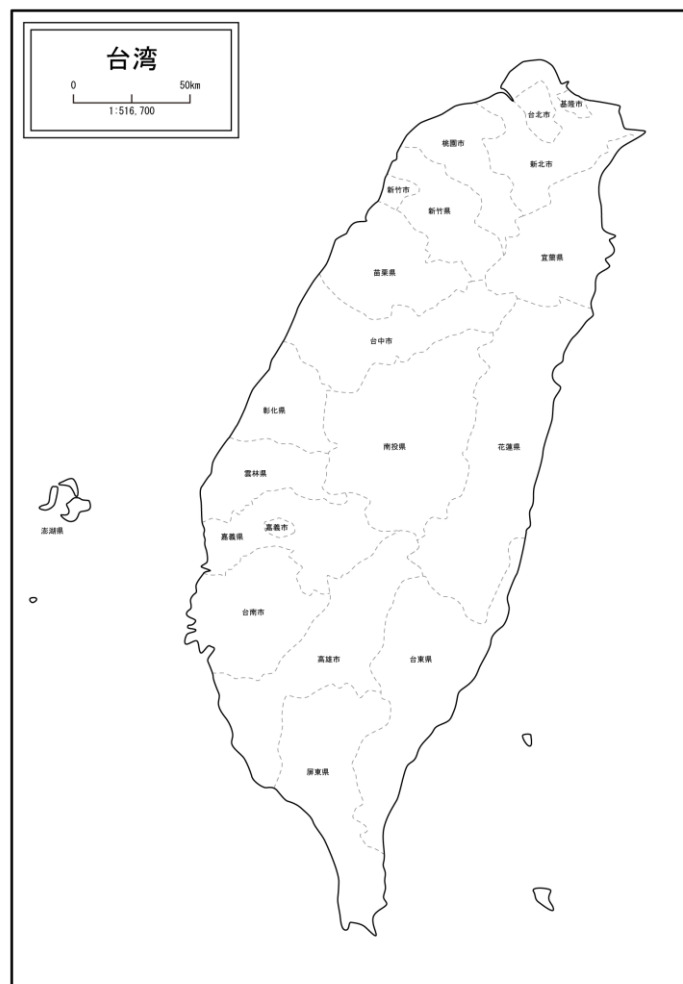 台湾
0 50km
1:516,700
基隆市
台北市
桃園市
新北市
新竹市
新竹県
宜蘭県
苗栗県
台中市
彰化県
南投県
花蓮県
雲林県
嘉義市
嘉義県
澎湖県
台南市
高雄市
台東県
屏東県